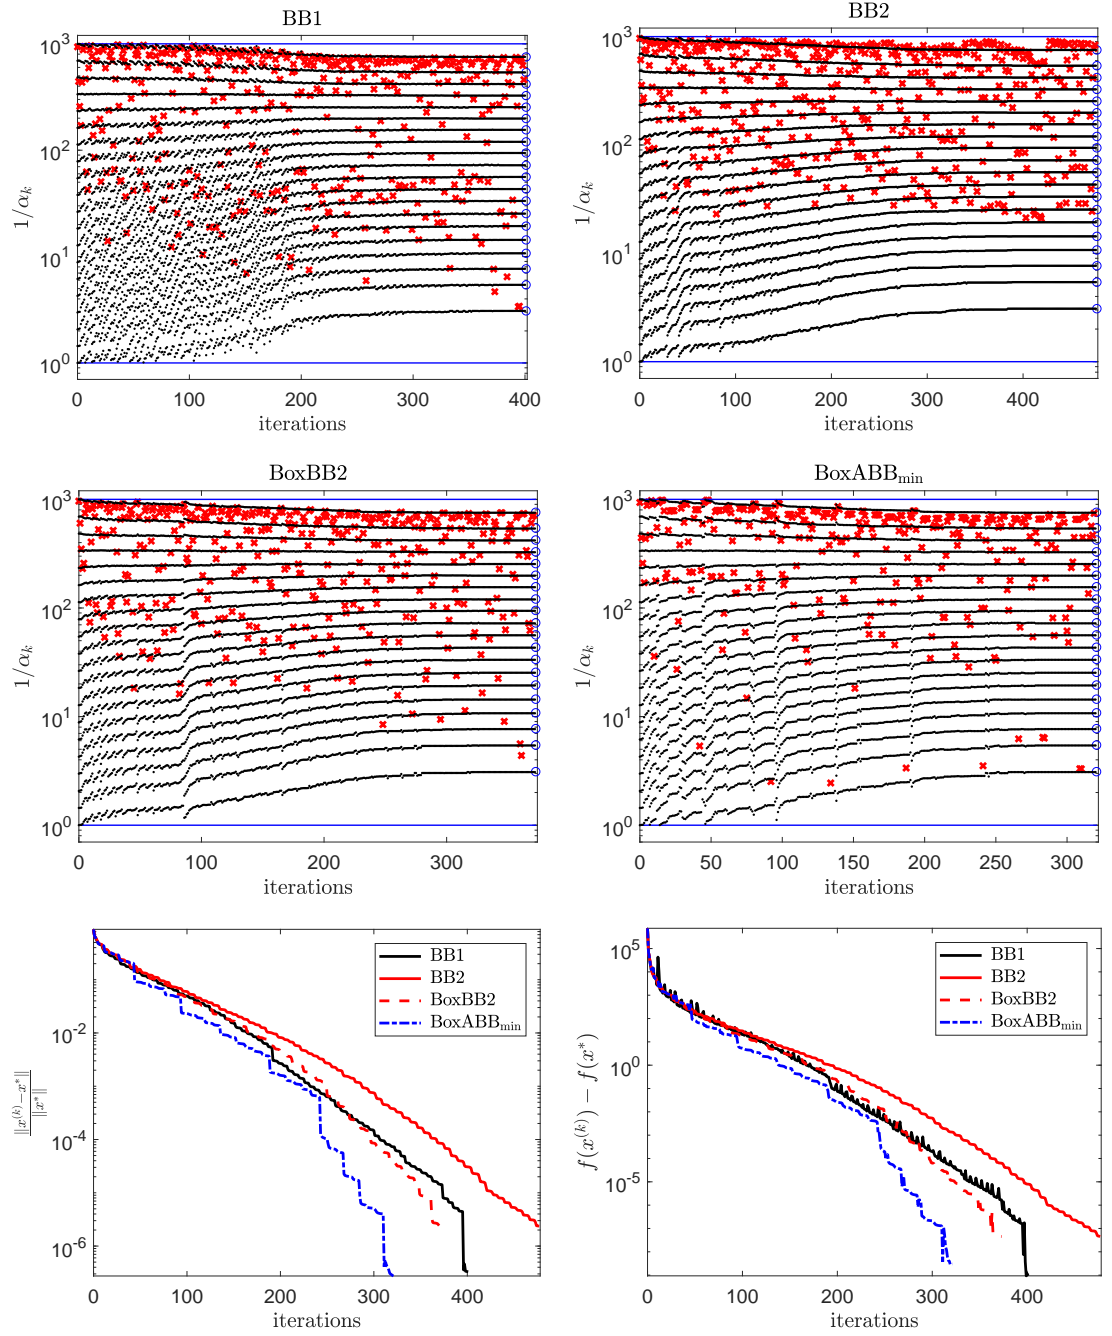 BB1
10^3
10^2
10^1
10^0
1/α_k
0 100 200 300 400
iterations
BB2
10^3
10^2
10^1
10^0
1/α_k
0 100 200 300 400
iterations
BoxBB2
10^3
10^2
10^1
10^0
1/α_k
0 100 200 300
iterations
BoxABB_min
10^3
10^2
10^1
10^0
1/α_k
0 50 100 150 200 250 300
iterations
BB1
BB2
BoxBB2
BoxABB_min
10^-2
10^-4
10^-6
‖x^(k)−x*‖
‖x*‖
0 100 200 300 400
iterations
BB1
BB2
BoxBB2
BoxABB_min
10^5
10^0
10^-5
f(x^(k)) − f(x*)
0 100 200 300 400
iterations